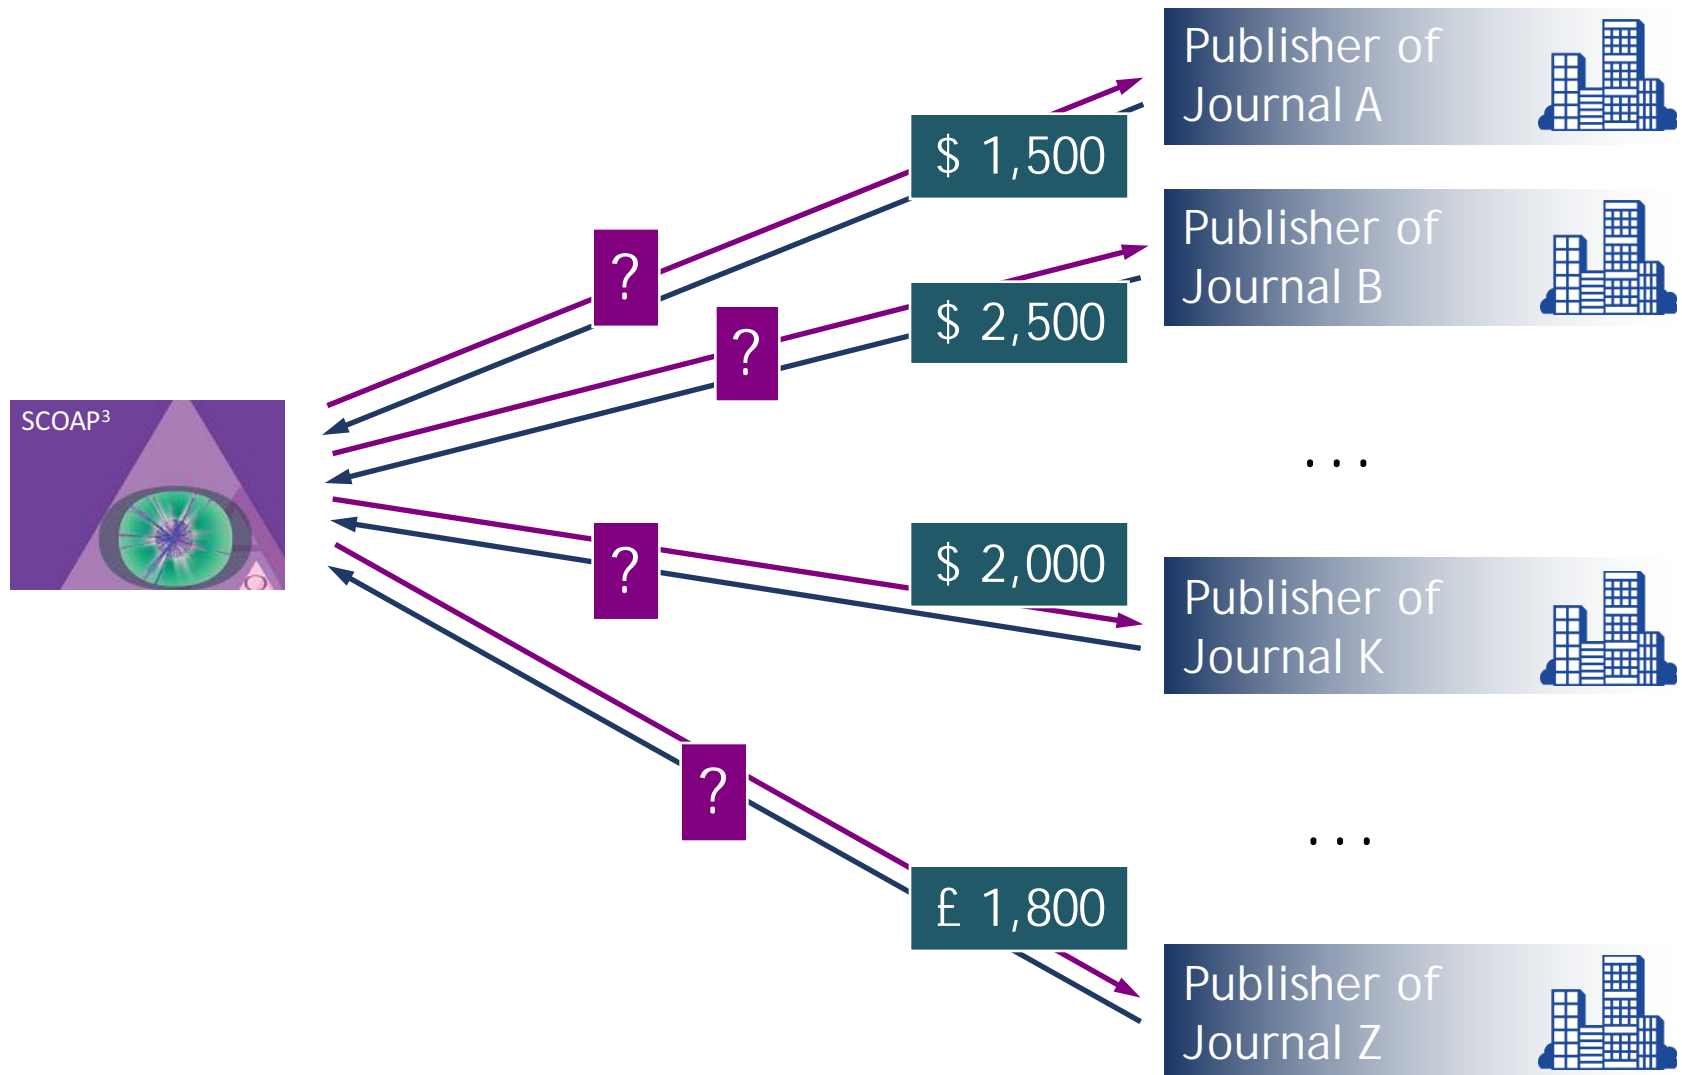 Publisher of
Journal A
$ 1,500
Publisher of
Journal B
?
$ 2,500
?
SCOAP³
...
$ 2,000
?
Publisher of
Journal K
?
...
£ 1,800
Publisher of
Journal Z